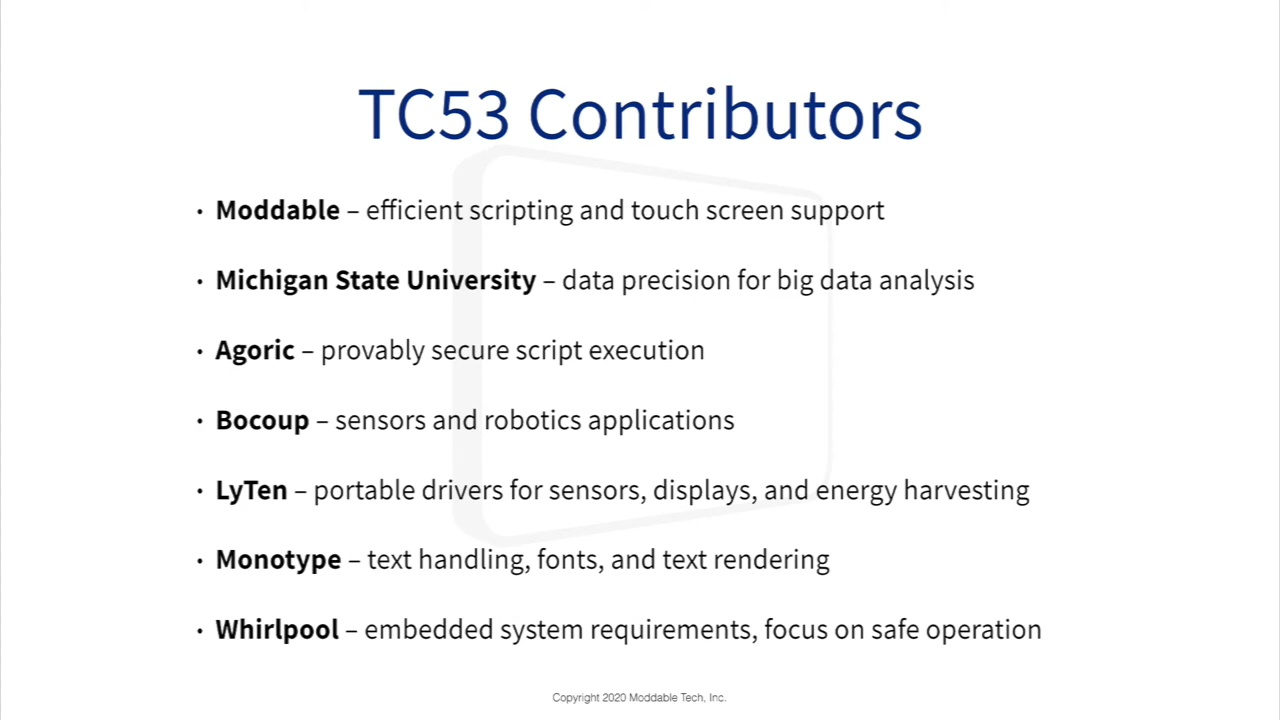 TC53 Contributors
• Moddable – efficient scripting and touch screen support
• Michigan State University – data precision for big data analysis
• Agoric – provably secure script execution
• Bocoup – sensors and robotics applications
• LyTen – portable drivers for sensors, displays, and energy harvesting
• Monotype – text handling, fonts, and text rendering
• Whirlpool – embedded system requirements, focus on safe operation
Copyright 2020 Moddable Tech, Inc.